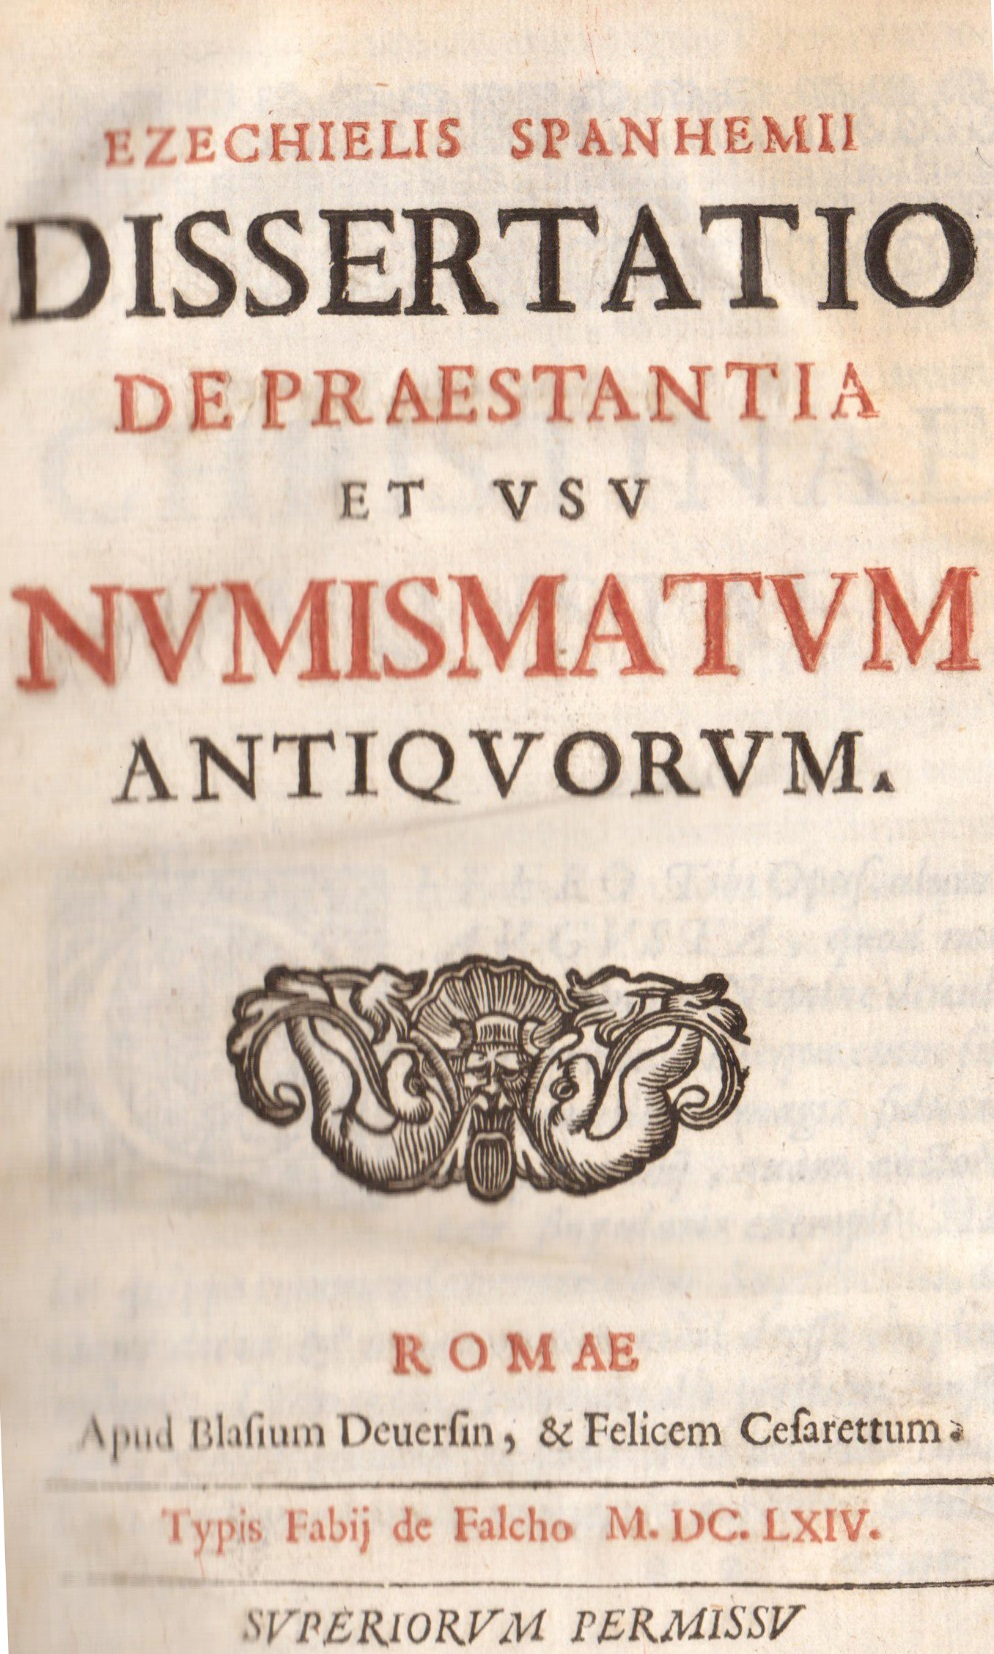 EZECHIELIS SPANHEMII
DISSERTATIO
DE PRAESTANTIA
ET VSV
NVMISMATVM
ANTIQVORVM.
ROMAE
Apud Blaſium Deuerſin, & Felicem Ceſarettum.
Typis Fabij de Falcho M. DC. LXIV.
SVPERIORVM PERMISSV